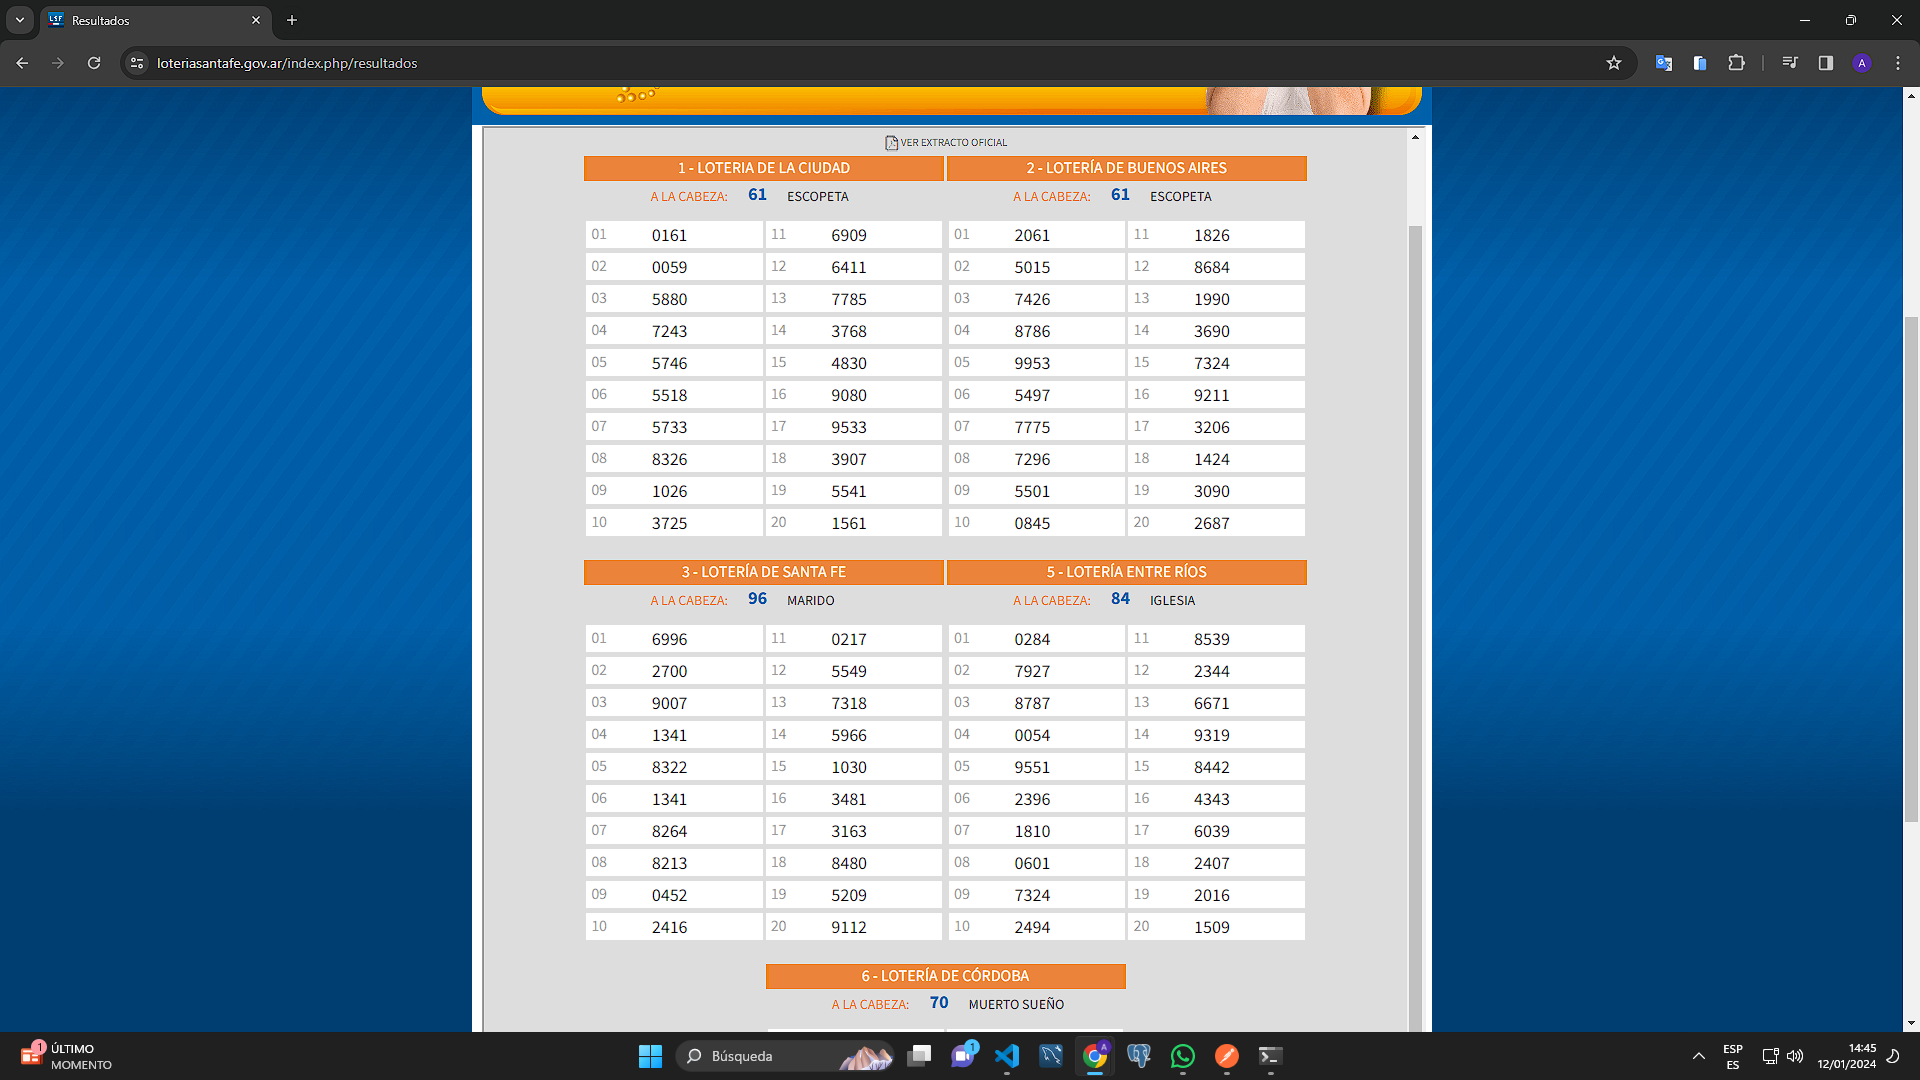 Resultados
loteriasantafe.gov.ar/index.php/resultados
A
VER EXTRACTO OFICIAL
1 - LOTERIA DE LA CIUDAD
A LA CABEZA: 61 ESCOPETA
01 0161 11 6909
02 0059 12 6411
03 5880 13 7785
04 7243 14 3768
05 5746 15 4830
06 5518 16 9080
07 5733 17 9533
08 8326 18 3907
09 1026 19 5541
10 3725 20 1561
2 - LOTERÍA DE BUENOS AIRES
A LA CABEZA: 61 ESCOPETA
01 2061 11 1826
02 5015 12 8684
03 7426 13 1990
04 8786 14 3690
05 9953 15 7324
06 5497 16 9211
07 7775 17 3206
08 7296 18 1424
09 5501 19 3090
10 0845 20 2687
3 - LOTERÍA DE SANTA FE
A LA CABEZA: 96 MARIDO
01 6996 11 0217
02 2700 12 5549
03 9007 13 7318
04 1341 14 5966
05 8322 15 1030
06 1341 16 3481
07 8264 17 3163
08 8213 18 8480
09 0452 19 5209
10 2416 20 9112
5 - LOTERÍA ENTRE RÍOS
A LA CABEZA: 84 IGLESIA
01 0284 11 8539
02 7927 12 2344
03 8787 13 6671
04 0054 14 9319
05 9551 15 8442
06 2396 16 4343
07 1810 17 6039
08 0601 18 2407
09 7324 19 2016
10 2494 20 1509
6 - LOTERÍA DE CÓRDOBA
A LA CABEZA: 70 MUERTO SUEÑO
1
ÚLTIMO
MOMENTO
Búsqueda
1
A
ESP
ES
14:45
12/01/2024